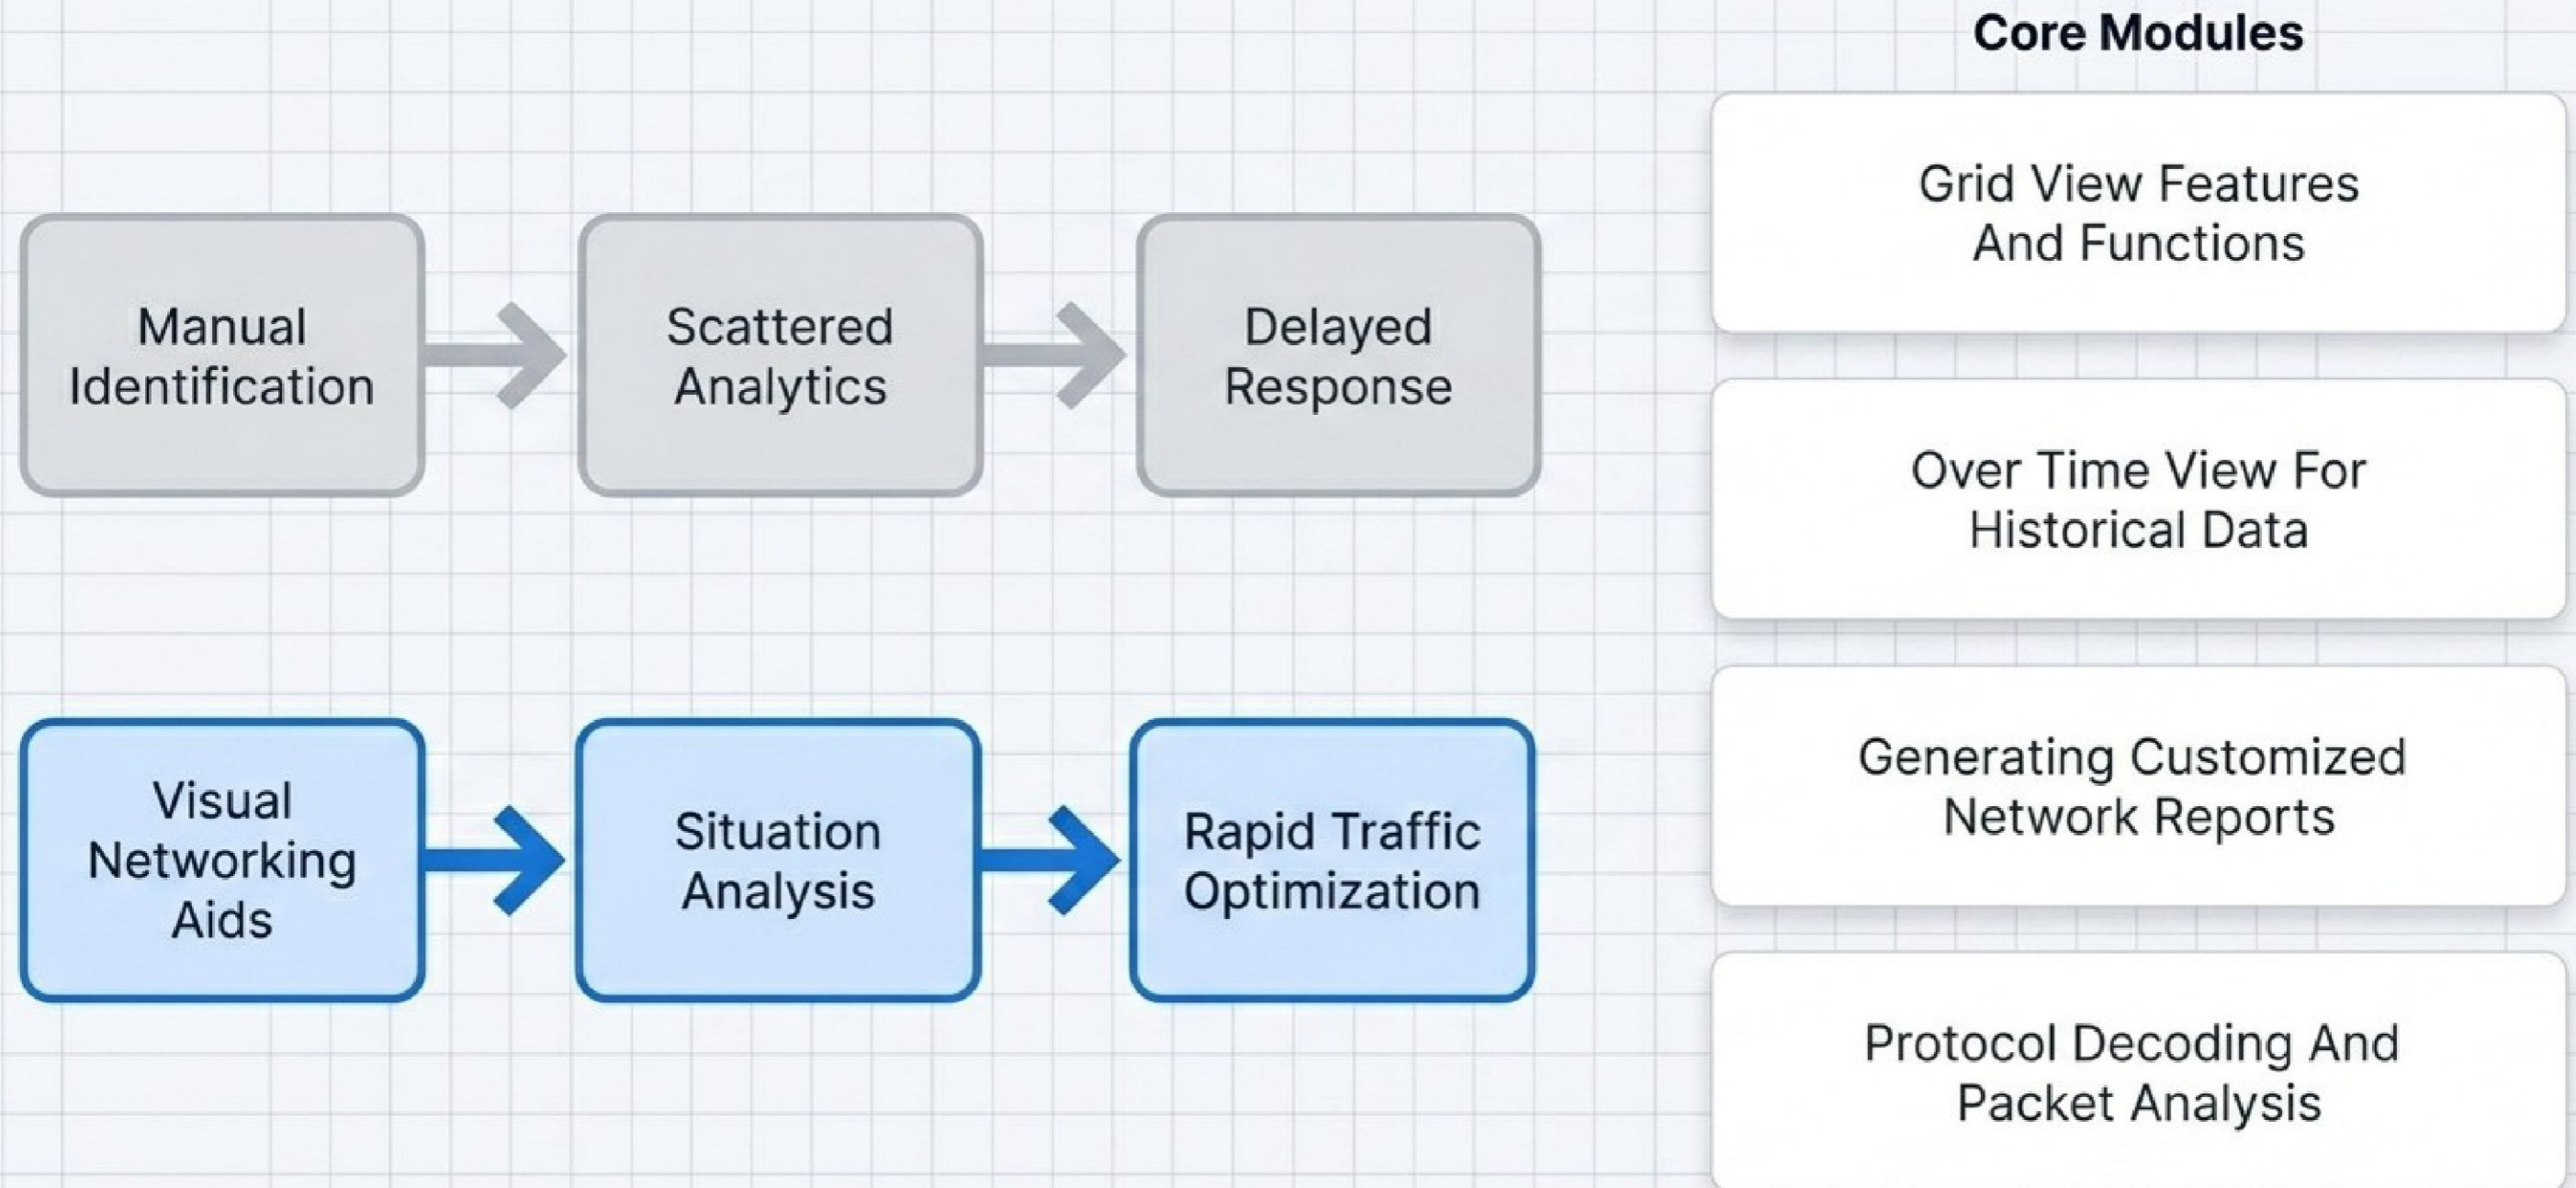 Manual
Identification
Scattered
Analytics
Delayed
Response
Visual
Networking
Aids
Situation
Analysis
Rapid Traffic
Optimization
Core Modules
Grid View Features
And Functions
Over Time View For
Historical Data
Generating Customized
Network Reports
Protocol Decoding And
Packet Analysis